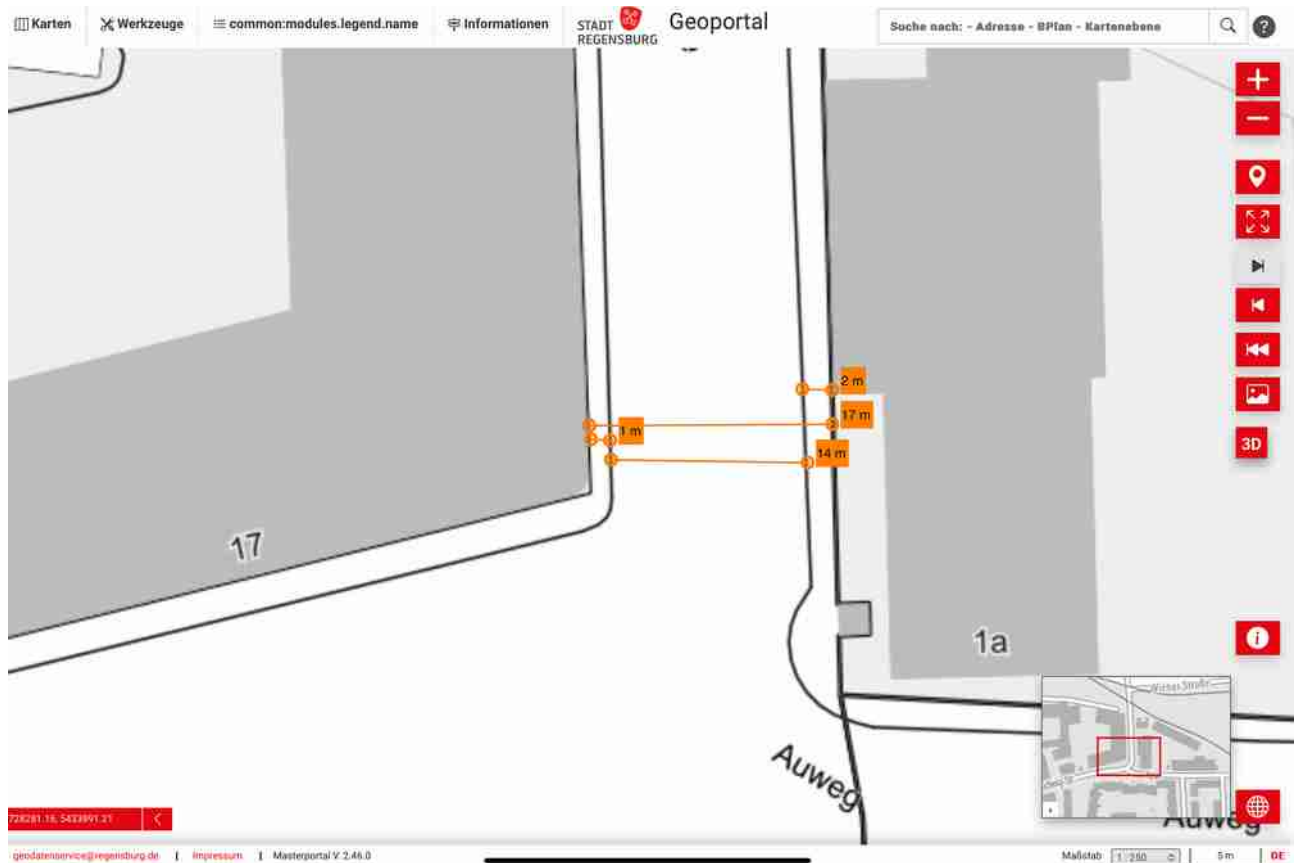 Karten
Werkzeuge
common:modules.legend.name
Informationen
STADT
REGENSBURG
Geoportal
Suche nach: - Adresse - BPlan - Kartenebene
?
2 m
17 m
1 m
14 m
3D
17
1a
i
Wiener Straße
Auweg
Auweg
728281.16, 5433991.21
geodatenservice@regensburg.de | Impressum | Masterportal V. 2.46.0
Maßstab 1:250 5 m DE